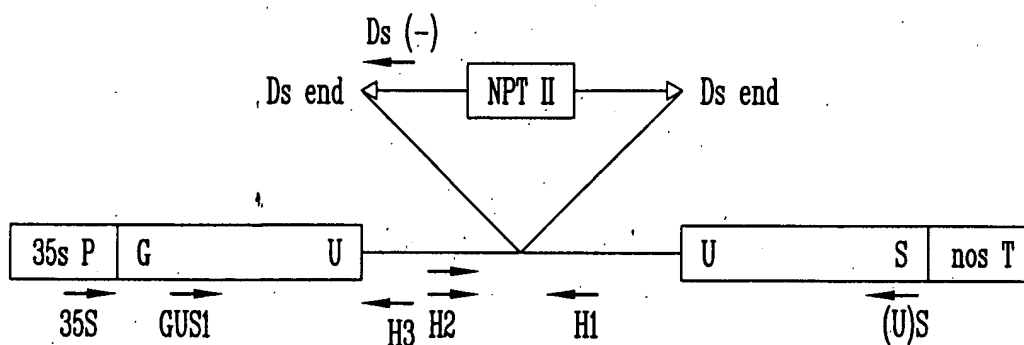 Ds (-)
Ds end NPT II Ds end
35s P G U U S nos T
35S GUS1 H3 H2 H1 (U)S